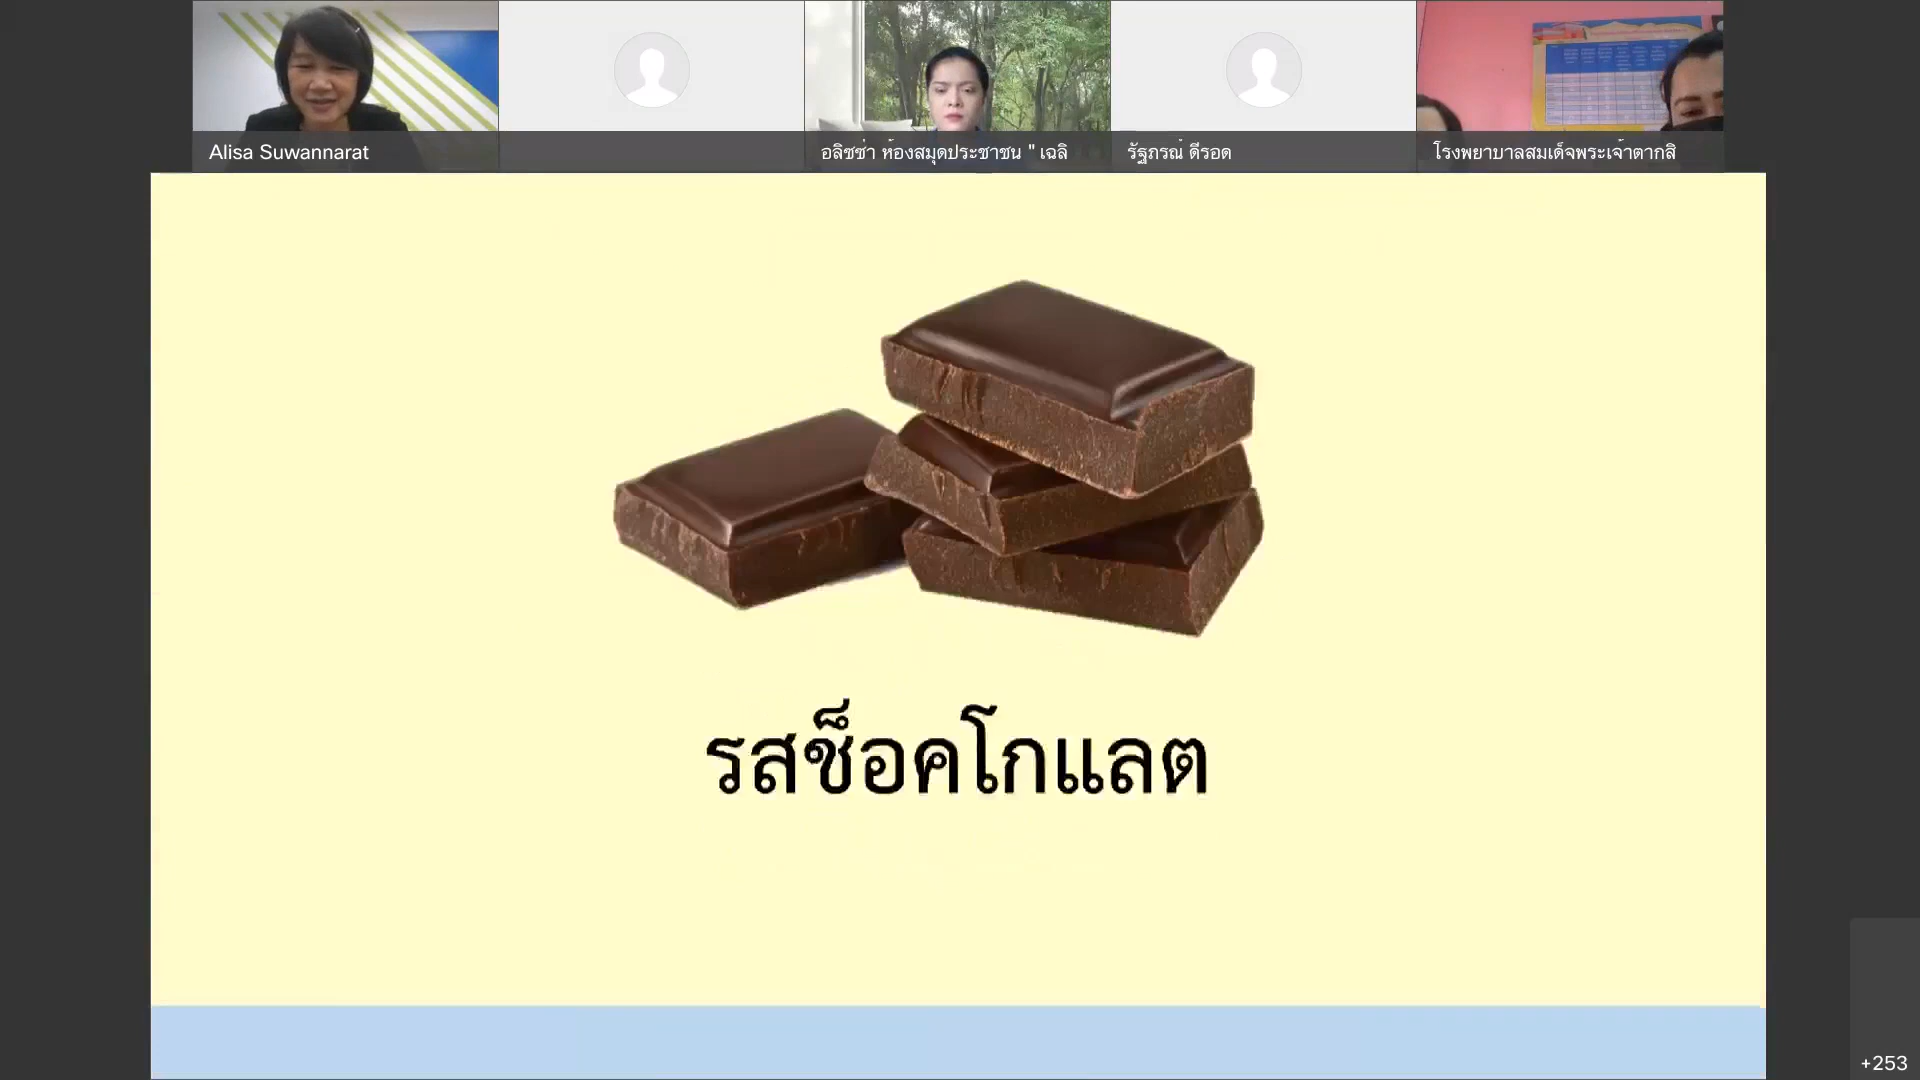 Alisa Suwannarat
อลิซซ่า ห้องสมุดประชาชน " เฉลิ
รัฐภรณ์ ดีรอด
โรงพยาบาลสมเด็จพระเจ้าตากสิ
รสช็อคโกแลต
+253